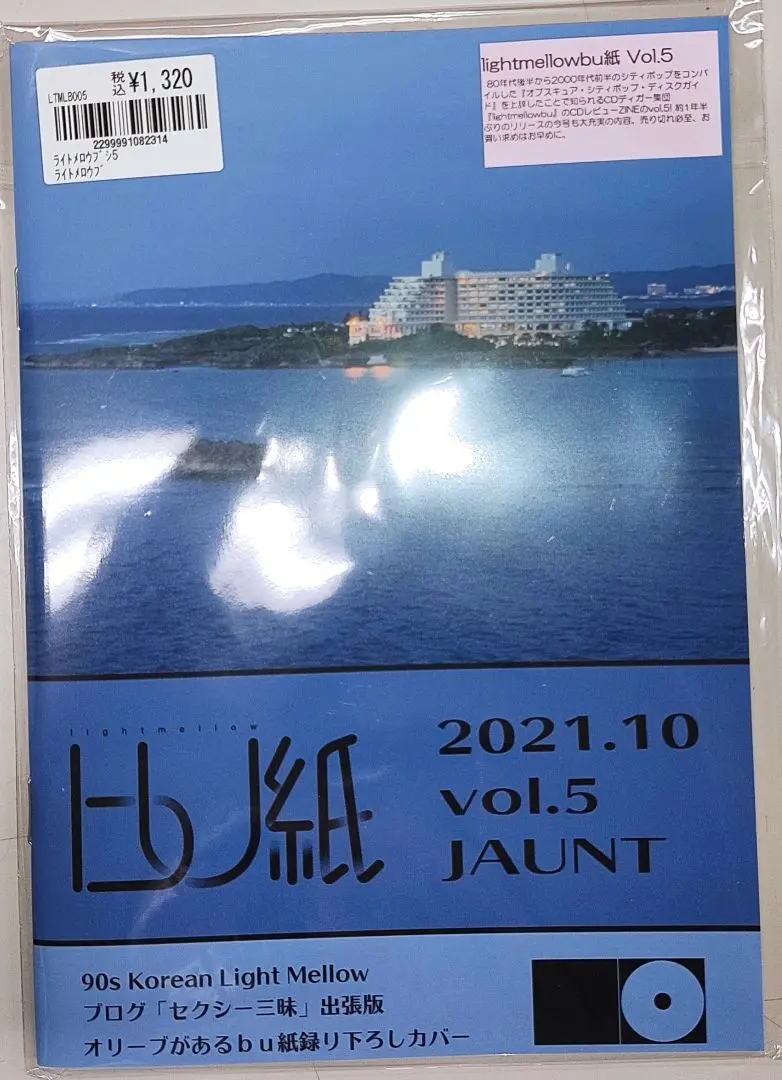 税込 ¥1,320
LTMLB005
2299991082314
ライトメロウブシ5
ライトメロウブ
lightmellowbu紙 Vol.5
80年代後半から2000年代前半のシティポップをコンパ
イルした『オブスキュア・シティポップ・ディスクガイ
ド』を上辞したことで知られるCDディガー集団
『lightmellowbu』のCDレビューZINEのvol.5! 約1年半
ぶりのリリースの今号も大充実の内容。売り切れ必至、お
買い求めはお早めに。
lightmellow
bu紙
2021.10
vol.5
JAUNT
90s Korean Light Mellow
ブログ「セクシー三昧」出張版
オリーブがあるbu紙録り下ろしカバー